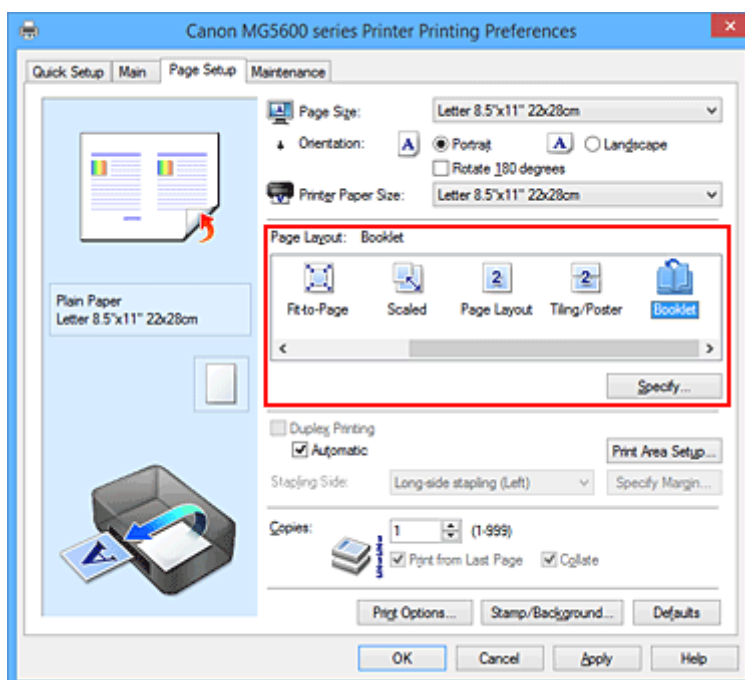 Canon MG5600 series Printer Printing Preferences
Quick Setup Main Page Setup Maintenance
Page Size: Letter 8.5"x11" 22x28cm
Orientation: A Portrait A Landscape
Rotate 180 degrees
Printer Paper Size: Letter 8.5"x11" 22x28cm
Page Layout: Booklet
Fit-to-Page Scaled Page Layout Tiling/Poster Booklet
Specify...
Plain Paper
Letter 8.5"x11" 22x28cm
Duplex Printing
Automatic Print Area Setup...
Stapling Side: Long-side stapling (Left) Specify Margin...
Copies: 1 (1-999)
Print from Last Page Collate
Print Options... Stamp/Background... Defaults
OK Cancel Apply Help